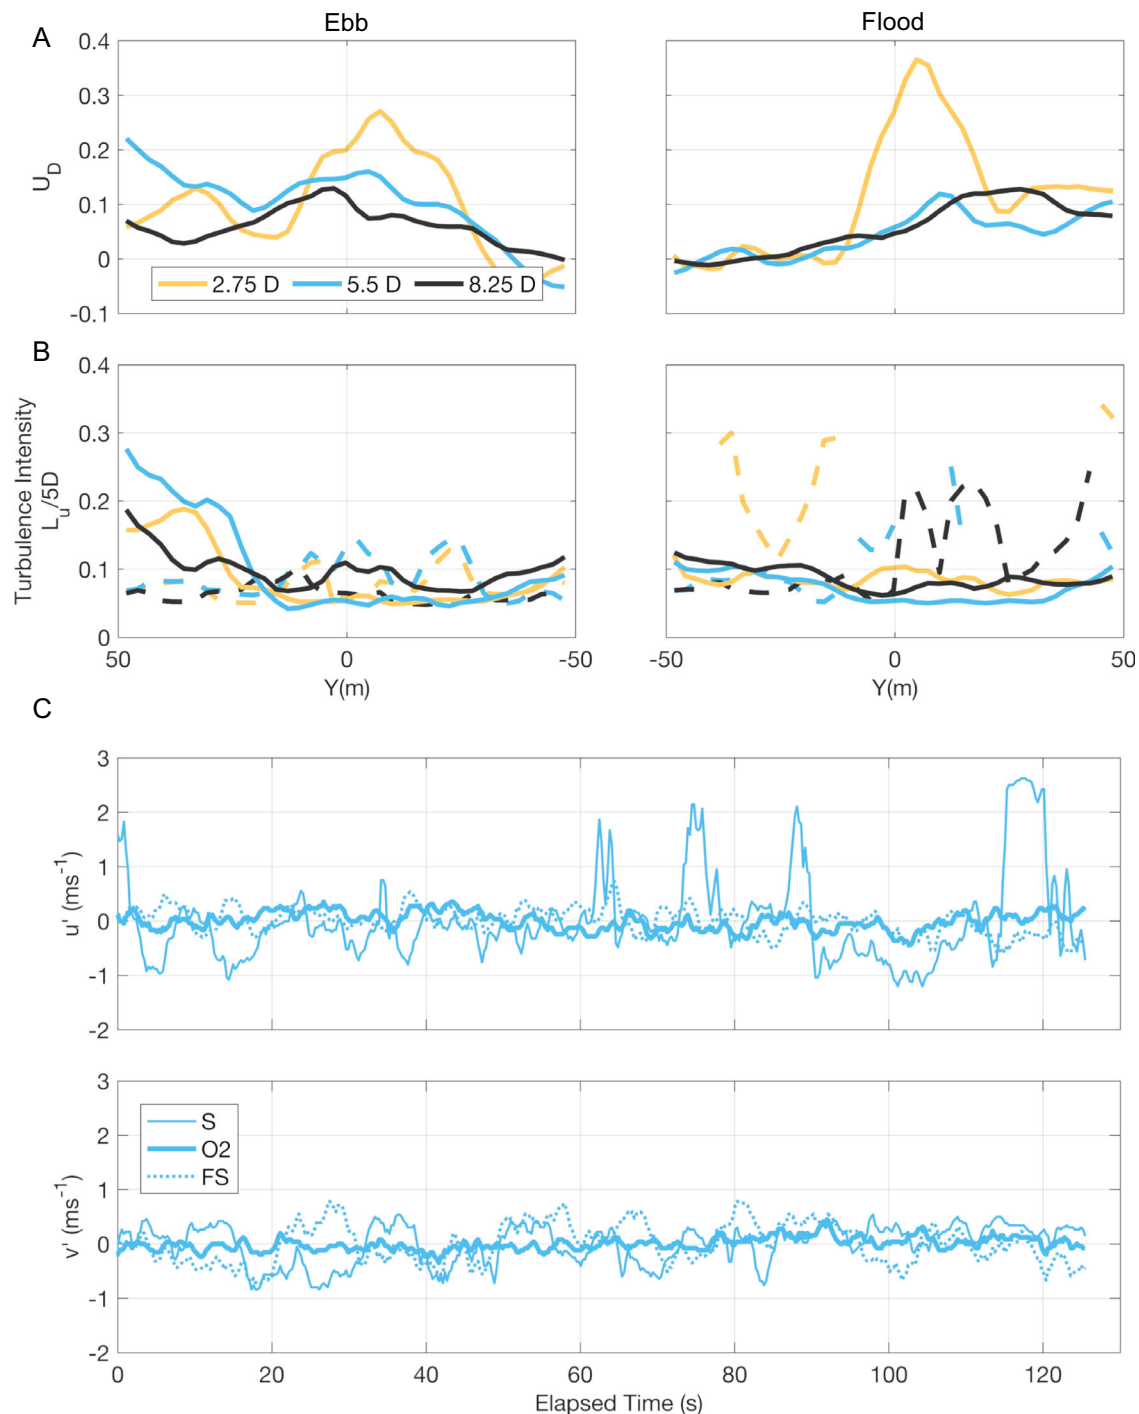 Ebb
Flood
A
0.4
0.3
0.2
0.1
0
-0.1
U_D
2.75 D
5.5 D
8.25 D
B
0.4
0.3
0.2
0.1
0
Turbulence Intensity
L_u/5D
50
0
-50
-50
0
50
Y(m)
Y(m)
C
3
2
1
0
-1
-2
u' (ms⁻¹)
3
2
1
0
-1
-2
v' (ms⁻¹)
S
O2
FS
0
20
40
60
80
100
120
Elapsed Time (s)